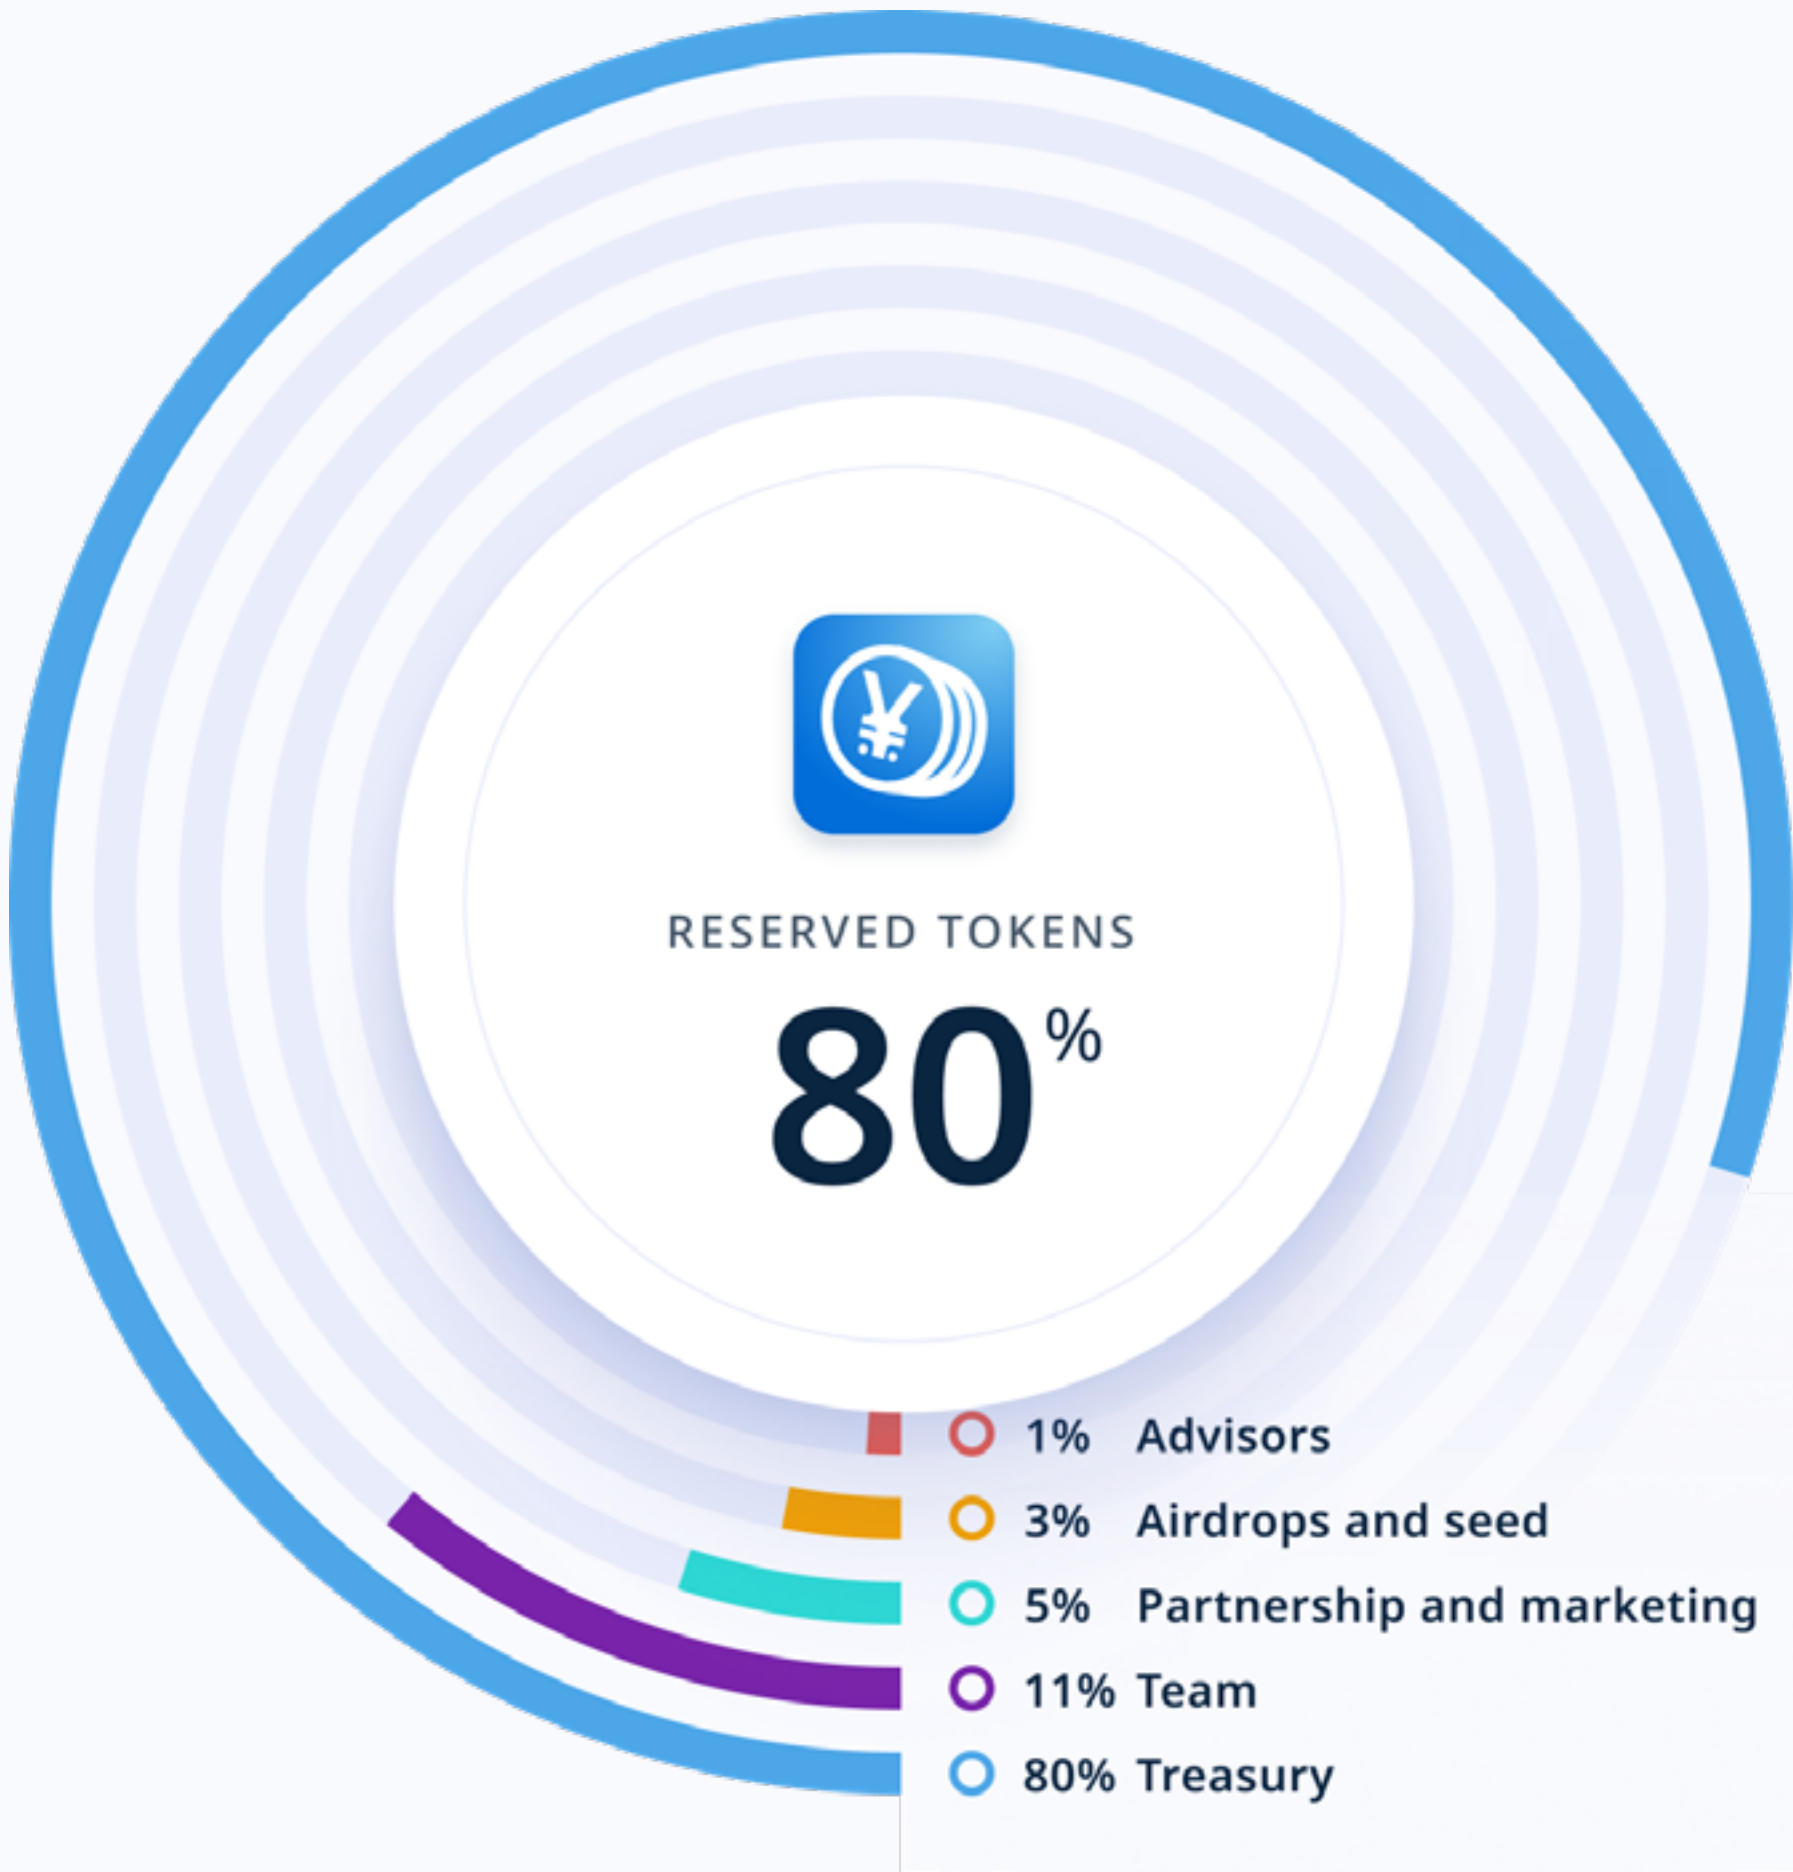 RESERVED TOKENS
80%
1% Advisors
3% Airdrops and seed
5% Partnership and marketing
11% Team
80% Treasury